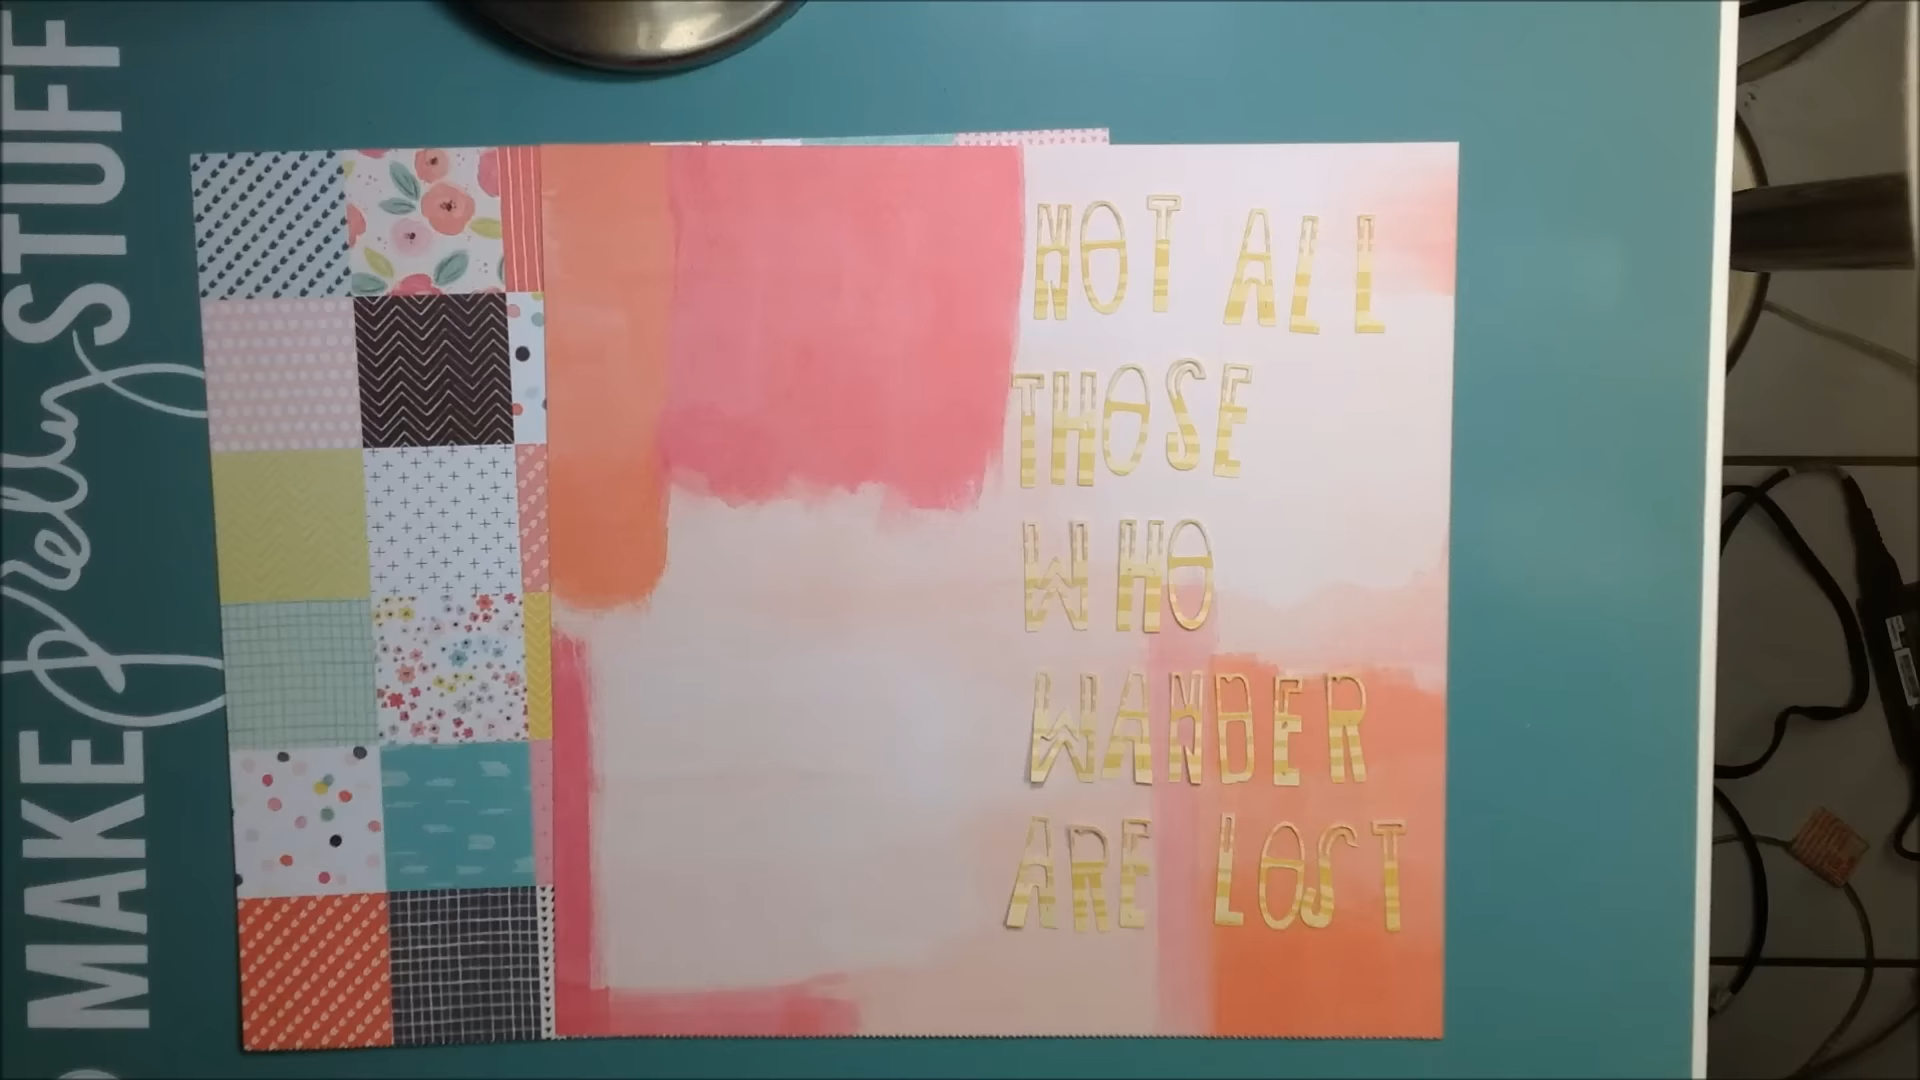 MAKE pretty STUFF
NOT ALL
THOSE
WHO
WANDER
ARE LOST